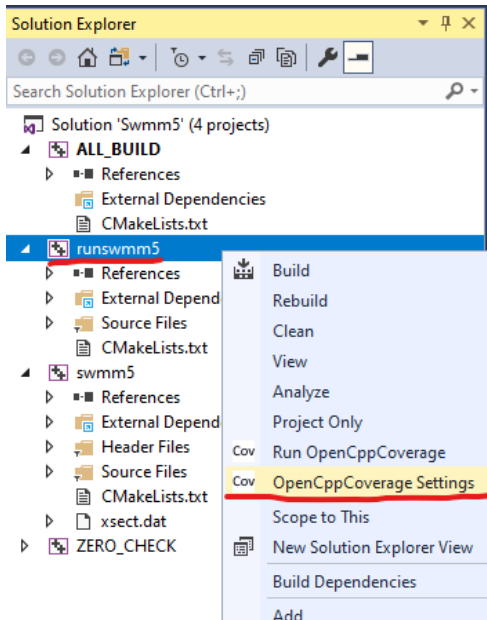 Solution Explorer
Search Solution Explorer (Ctrl+;)
Solution 'Swmm5' (4 projects)
ALL_BUILD
References
External Dependencies
CMakeLists.txt
runswmm5
References
External Depend
Source Files
CMakeLists.txt
swmm5
References
External Depend
Header Files
Source Files
CMakeLists.txt
xsect.dat
ZERO_CHECK
Build
Rebuild
Clean
View
Analyze
Project Only
Cov Run OpenCppCoverage
Cov OpenCppCoverage Settings
Scope to This
New Solution Explorer View
Build Dependencies
Add